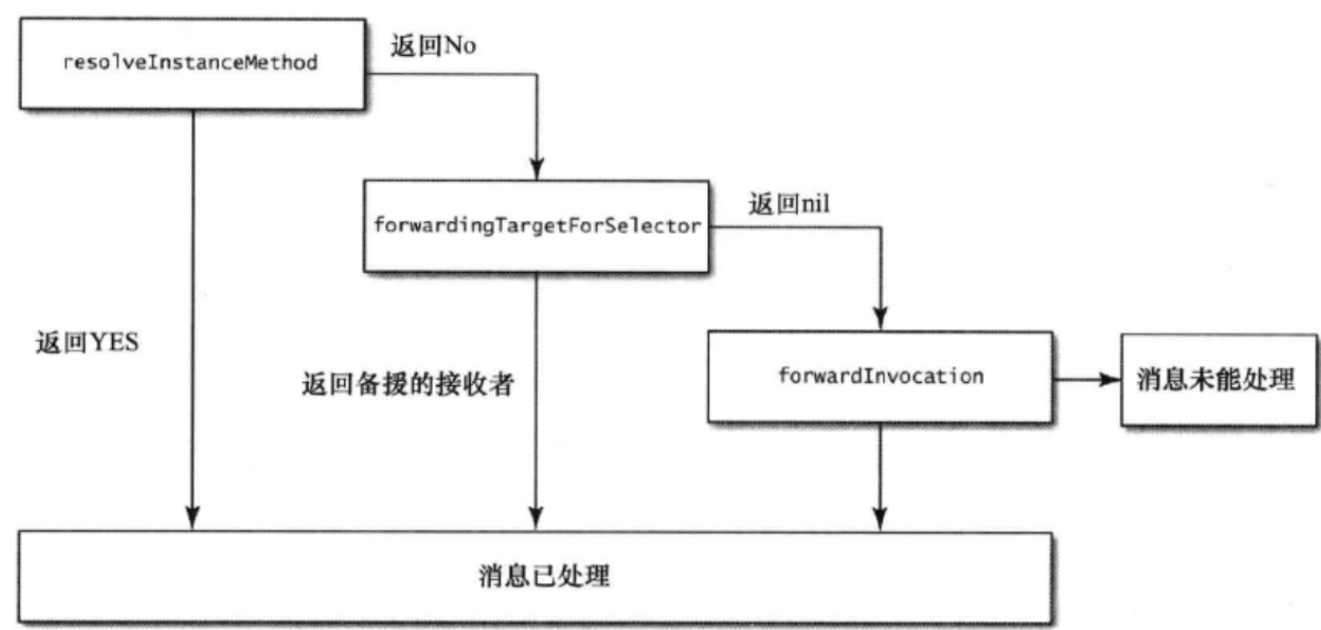 resolveInstanceMethod
返回No
forwardingTargetForSelector
返回nil
返回YES
返回备援的接收者
forwardInvocation
消息未能处理
消息已处理